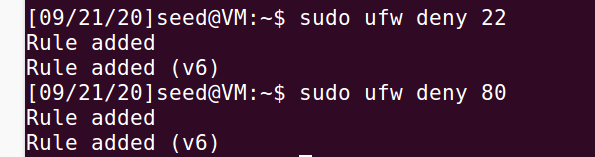 [09/21/20]seed@VM:~$ sudo ufw deny 22
Rule added
Rule added (v6)
[09/21/20]seed@VM:~$ sudo ufw deny 80
Rule added
Rule added (v6)